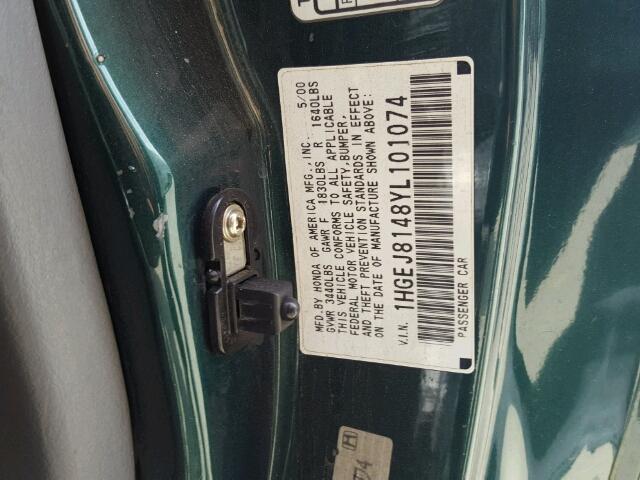 MFD.BY HONDA OF AMERICA MFG.,INC. 5/00
GVWR 3440LBS GAWR F 1830LBS R 1640LBS
THIS VEHICLE CONFORMS TO ALL APPLICABLE
FEDERAL MOTOR VEHICLE SAFETY,BUMPER,
AND THEFT PREVENTION STANDARDS IN EFFECT
ON THE DATE OF MANUFACTURE SHOWN ABOVE:
V.I.N. 1HGEJ8148YL101074
PASSENGER CAR